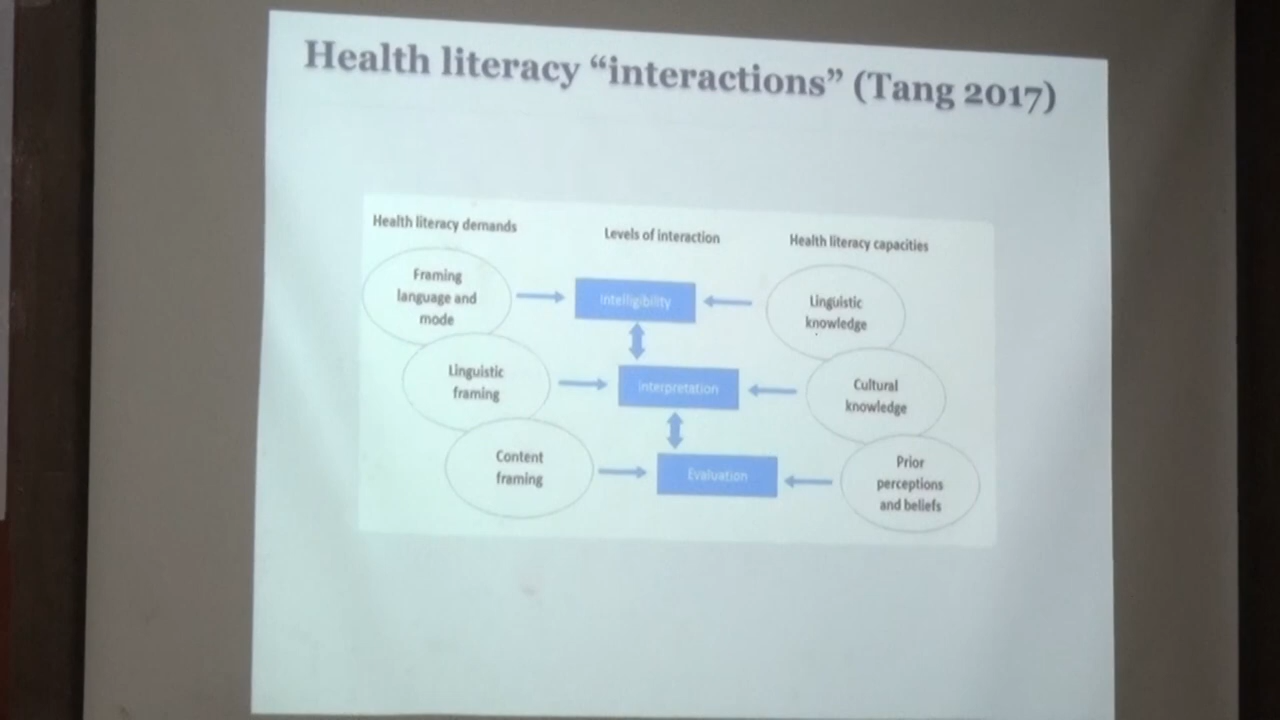 Health literacy “interactions” (Tang 2017)
Health literacy demands
Levels of interaction
Health literacy capacities
Framing
language and
mode
Intelligibility
Linguistic
knowledge
Linguistic
framing
Interpretation
Cultural
knowledge
Content
framing
Evaluation
Prior
perceptions
and beliefs